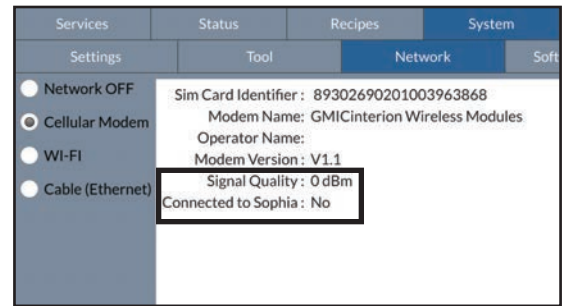 Services Status Recipes System
Settings Tool Network Soft
Network OFF
Cellular Modem
WI-FI
Cable (Ethernet)
Sim Card Identifier : 89302690201003963868
Modem Name: GMICinterion Wireless Modules
Operator Name:
Modem Version : V1.1
Signal Quality : 0 dBm
Connected to Sophia : No